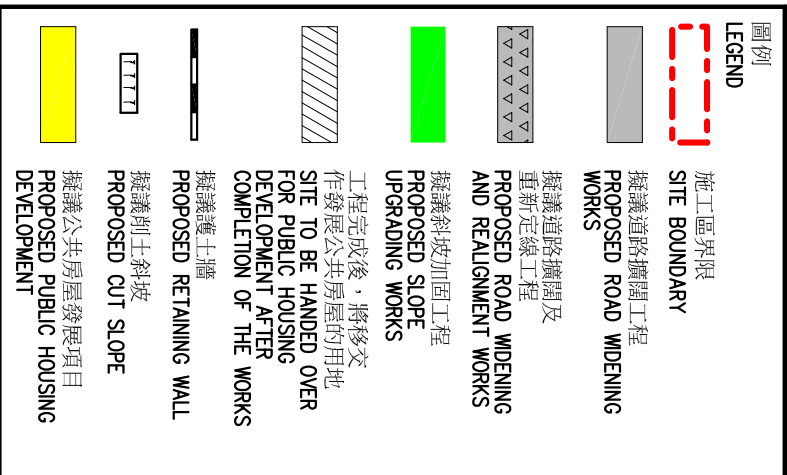 圖例
LEGEND
施工區界限
SITE BOUNDARY
擬議道路擴闊工程
PROPOSED ROAD WIDENING
WORKS
擬議道路擴闊及
重新定線工程
PROPOSED ROAD WIDENING
AND REALIGNMENT WORKS
擬議斜坡加固工程
PROPOSED SLOPE
UPGRADING WORKS
工程完成後，將移交
作發展公共房屋的用地
SITE TO BE HANDED OVER
FOR PUBLIC HOUSING
DEVELOPMENT AFTER
COMPLETION OF THE WORKS
擬議護土牆
PROPOSED RETAINING WALL
擬議削土斜坡
PROPOSED CUT SLOPE
擬議公共房屋發展項目
PROPOSED PUBLIC HOUSING
DEVELOPMENT